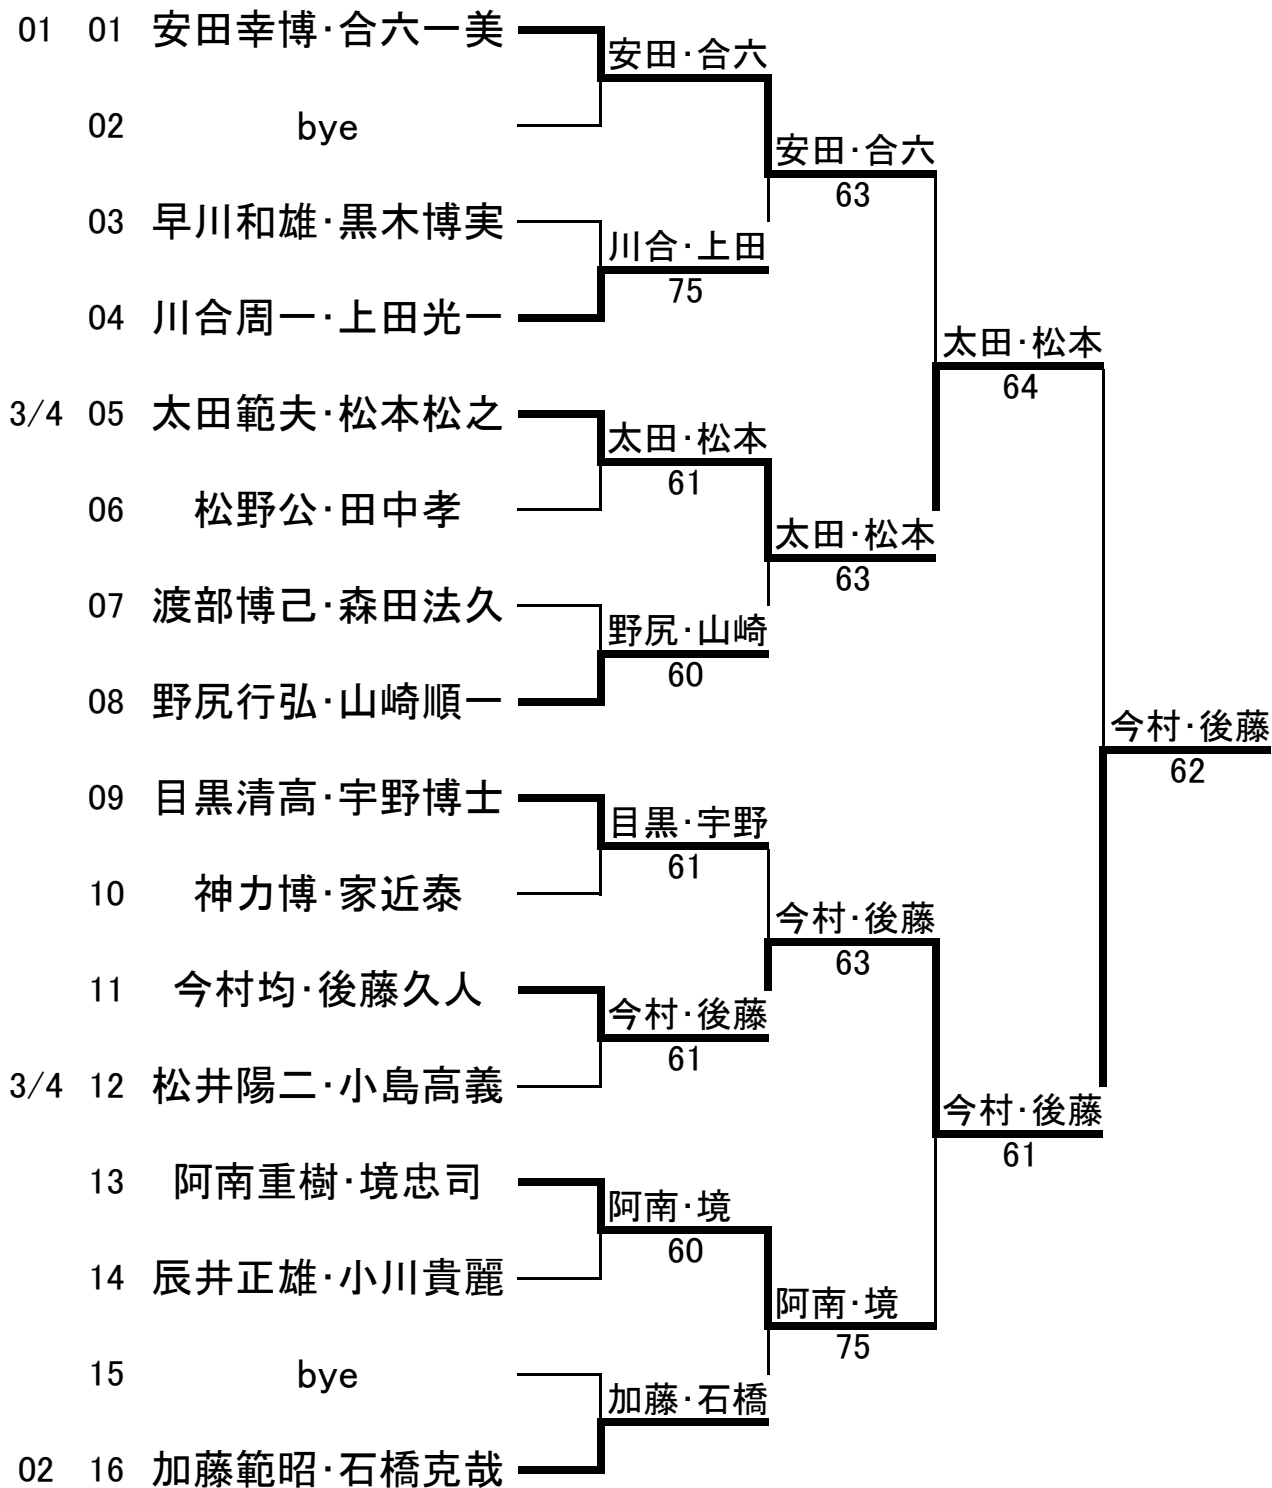 01 01 安田幸博・合六一美
安田・合六
02 bye
安田・合六
63
03 早川和雄・黒木博実
川合・上田
75
04 川合周一・上田光一
太田・松本
64
3/4 05 太田範夫・松本松之
太田・松本
61
06 松野公・田中孝
太田・松本
63
07 渡部博己・森田法久
野尻・山崎
60
08 野尻行弘・山崎順一
今村・後藤
62
09 目黒清高・宇野博士
目黒・宇野
61
10 神力博・家近泰
今村・後藤
63
11 今村均・後藤久人
今村・後藤
61
3/4 12 松井陽二・小島高義
今村・後藤
61
13 阿南重樹・境忠司
阿南・境
60
14 辰井正雄・小川貴麗
阿南・境
75
15 bye
加藤・石橋
02 16 加藤範昭・石橋克哉